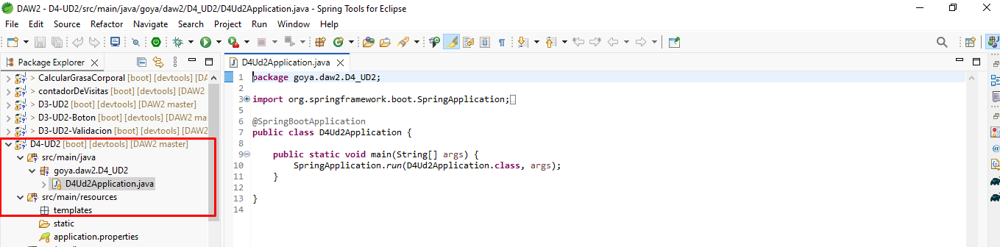 DAW2 - D4-UD2/src/main/java/goya/daw2/D4_UD2/D4Ud2Application.java - Spring Tools for Eclipse
File Edit Source Refactor Navigate Search Project Run Window Help
Package Explorer
> CalcularGrasaCorporal [boot] [devtools] [DAW
> contadorDeVisitas [boot] [devtools] [DAW2
> D3-UD2 [boot] [devtools] [DAW2 master]
> D3-UD2-Boton [boot] [devtools] [DAW2 mas
> D3-UD2-Validacion [boot] [devtools] [DAW2
D4-UD2 [boot] [devtools] [DAW2 master]
src/main/java
goya.daw2.D4_UD2
D4Ud2Application.java
src/main/resources
templates
static
application.properties
D4Ud2Application.java
1 package goya.daw2.D4_UD2;
2
3 import org.springframework.boot.SpringApplication;
5
6 @SpringBootApplication
7 public class D4Ud2Application {
8
9 public static void main(String[] args) {
10 SpringApplication.run(D4Ud2Application.class, args);
11 }
12
13 }
14